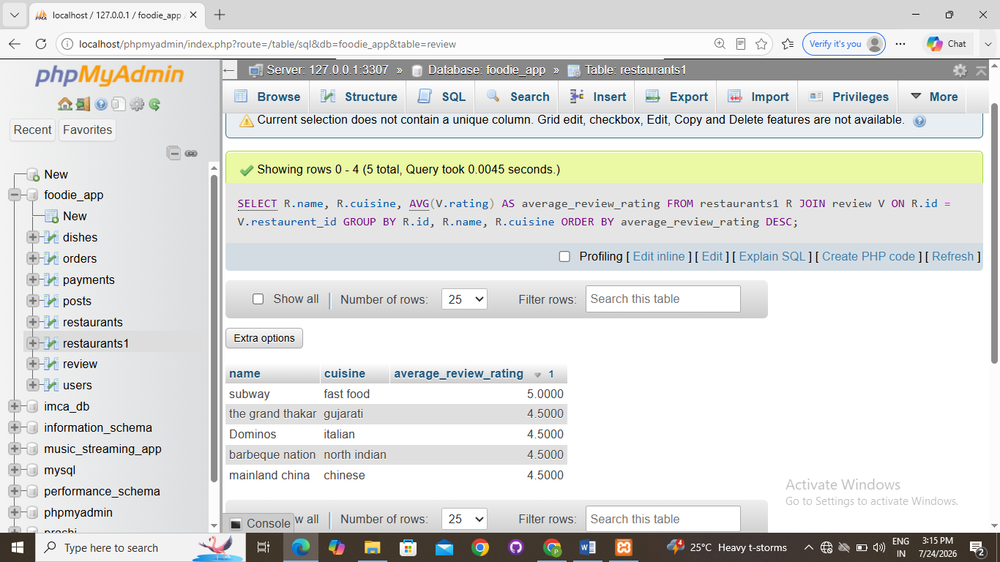 localhost / 127.0.0.1 / foodie_app
localhost/phpmyadmin/index.php?route=/table/sql&db=foodie_app&table=review
Verify it's you
Chat
phpMyAdmin
Recent
Favorites
New
foodie_app
New
dishes
orders
payments
posts
restaurants
restaurants1
review
users
imca_db
information_schema
music_streaming_app
mysql
performance_schema
phpmyadmin
prachi
Server: 127.0.0.1:3307 » Database: foodie_app » Table: restaurants1
Browse Structure SQL Search Insert Export Import Privileges More
Current selection does not contain a unique column. Grid edit, checkbox, Edit, Copy and Delete features are not available.
Showing rows 0 - 4 (5 total, Query took 0.0045 seconds.)
SELECT R.name, R.cuisine, AVG(V.rating) AS average_review_rating FROM restaurants1 R JOIN review V ON R.id =
V.restaurent_id GROUP BY R.id, R.name, R.cuisine ORDER BY average_review_rating DESC;
Profiling [ Edit inline ] [ Edit ] [ Explain SQL ] [ Create PHP code ] [ Refresh ]
Show all Number of rows: 25 Filter rows: Search this table
Extra options
name cuisine average_review_rating 1
subway fast food 5.0000
the grand thakar gujarati 4.5000
Dominos italian 4.5000
barbeque nation north indian 4.5000
mainland china chinese 4.5000
Activate Windows
Go to Settings to activate Windows.
Console w all Number of rows: 25 Filter rows: Search this table
Type here to search
25°C Heavy t-storms
ENG
IN
3:15 PM
7/24/2026
2